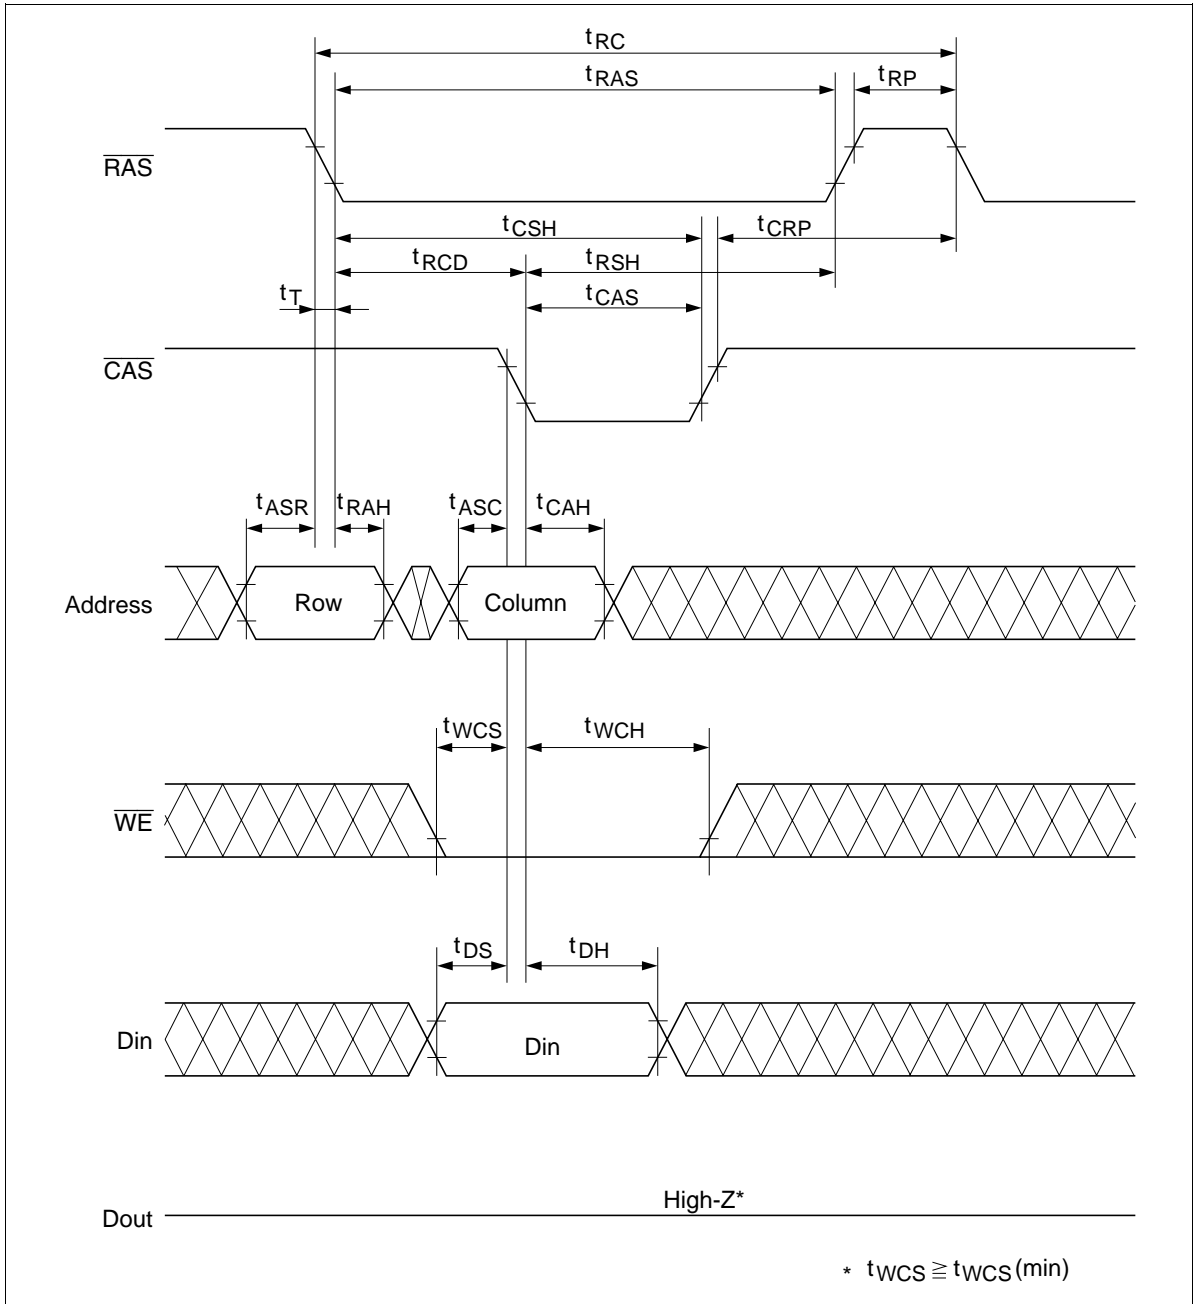 tRC
tRAS
tRP
RAS
tCSH
tCRP
tRCD
tRSH
tT
tCAS
CAS
tASR
tRAH
tASC
tCAH
Address
Row
Column
tWCS
tWCH
WE
tDS
tDH
Din
Din
High-Z*
Dout
* tWCS ≧ tWCS(min)